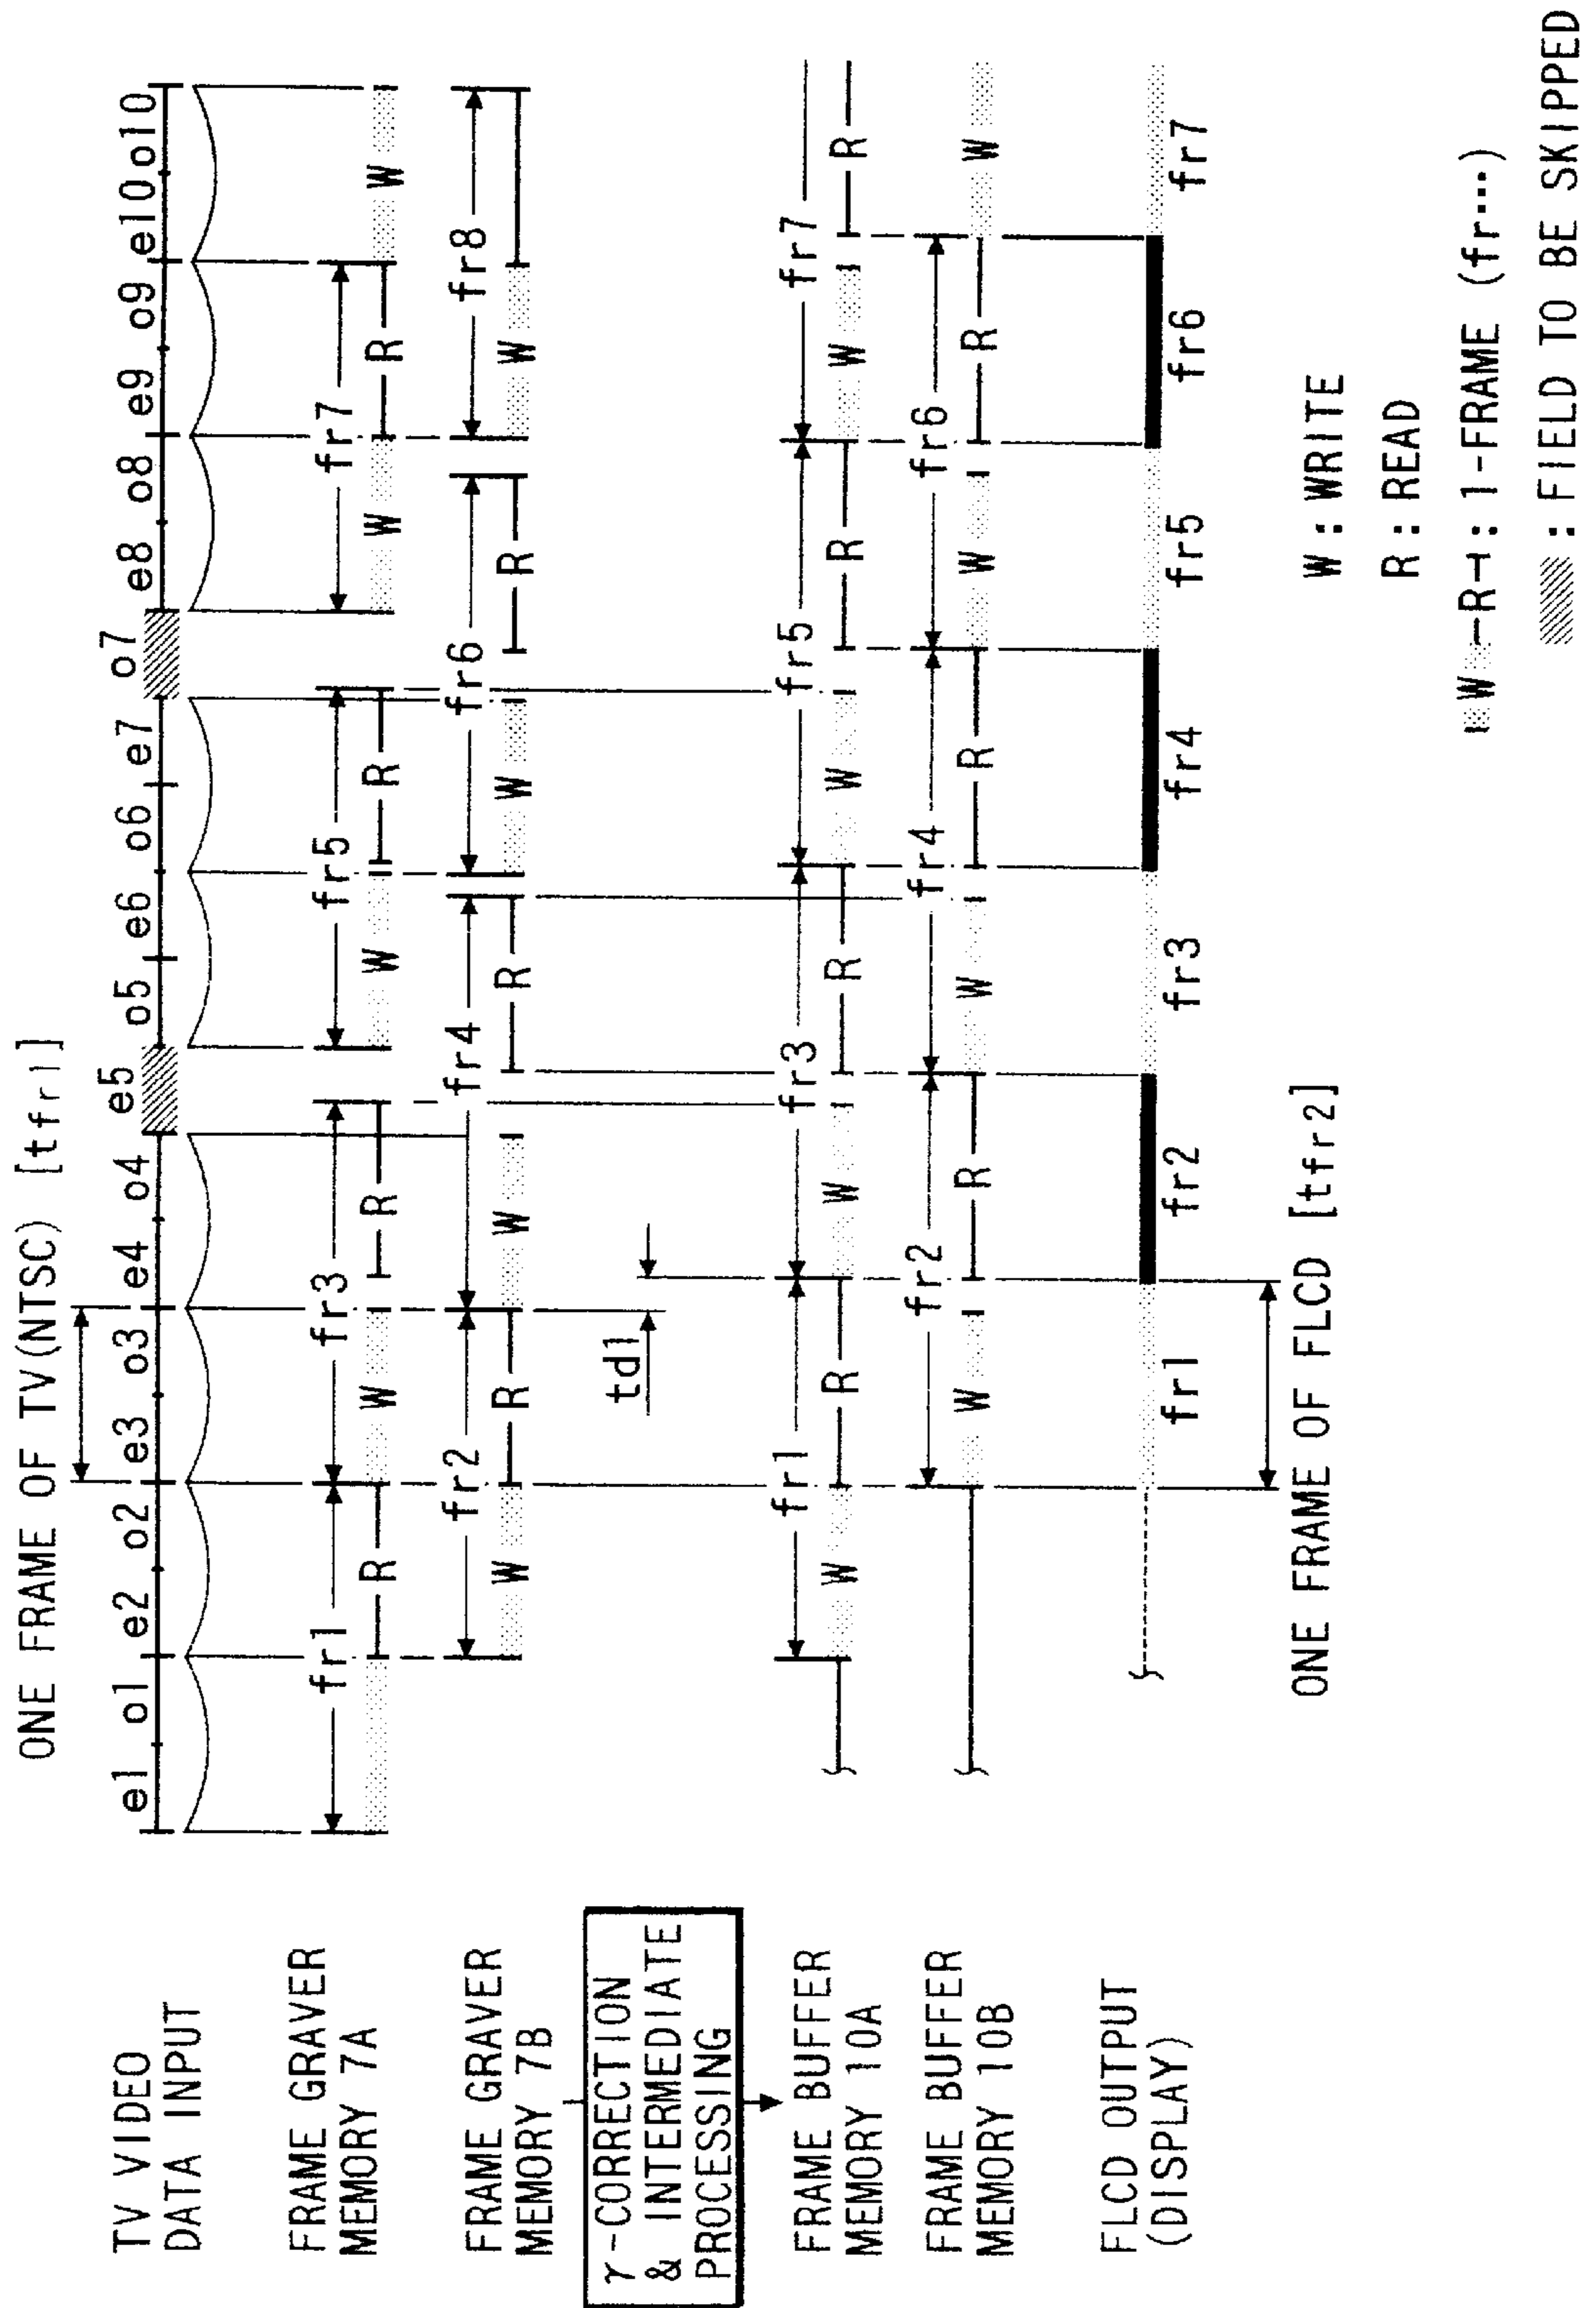 ONE FRAME OF TV(NTSC) [tfr1]
TV VIDEO
DATA INPUT
e1 o1 e2 o2 e3 o3 e4 o4 e5 o5 e6 o6 e7 o7 e8 o8 e9 o9 e10 o10
FRAME GRAVER
MEMORY 7A
fr1 fr3 fr5 fr7
R W R W R W R W
FRAME GRAVER
MEMORY 7B
fr2 fr4 fr6 fr8
W R W R W R W
γ-CORRECTION
& INTERMEDIATE
PROCESSING
td1
FRAME BUFFER
MEMORY 10A
fr1 fr3 fr5 fr7
W R W R W R W R
FRAME BUFFER
MEMORY 10B
fr2 fr4 fr6
W R W R W R W
FLCD OUTPUT
(DISPLAY)
fr1 fr2 fr3 fr4 fr5 fr6 fr7
ONE FRAME OF FLCD [tfr2]
W : WRITE
R : READ
W R : 1-FRAME (fr···)
: FIELD TO BE SKIPPED